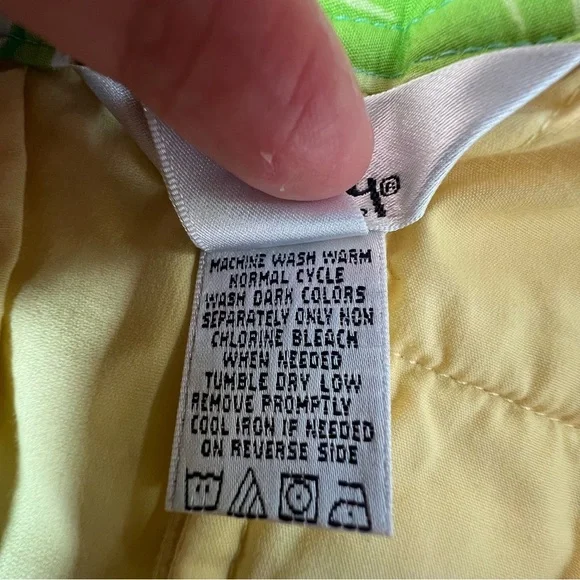 MACHINE WASH WARM
NORMAL CYCLE
WASH DARK COLORS
SEPARATELY ONLY NON
CHLORINE BLEACH
WHEN NEEDED
TUMBLE DRY LOW
REMOVE PROMPTLY
COOL IRON IF NEEDED
ON REVERSE SIDE